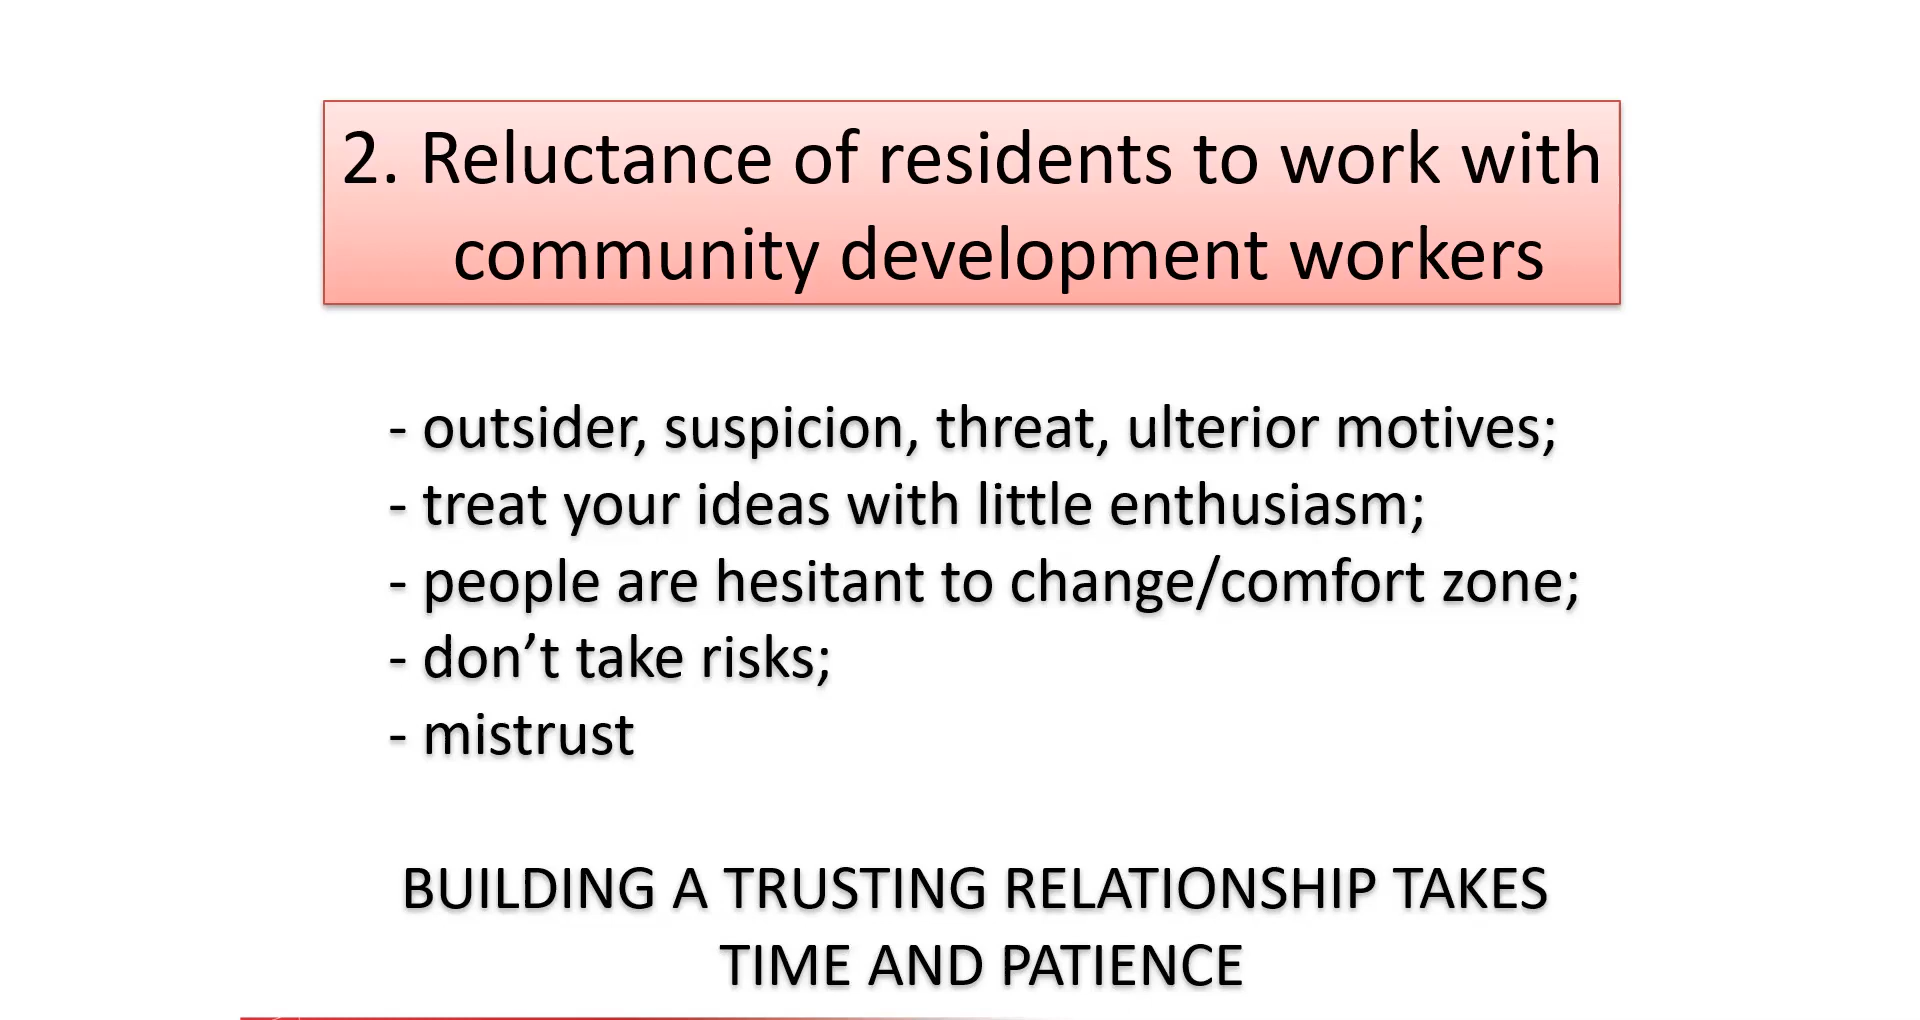 2. Reluctance of residents to work with
community development workers
- outsider, suspicion, threat, ulterior motives;
- treat your ideas with little enthusiasm;
- people are hesitant to change/comfort zone;
- don’t take risks;
- mistrust
BUILDING A TRUSTING RELATIONSHIP TAKES
TIME AND PATIENCE